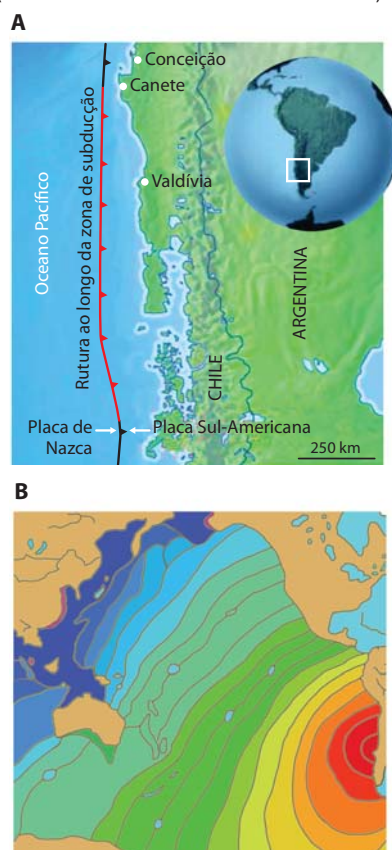 A
Conceição
Canete
Valdívia
Oceano Pacífico
Rutura ao longo da zona de subducção
ARGENTINA
CHILE
Placa de
Nazca
Placa Sul-Americana
250 km
B